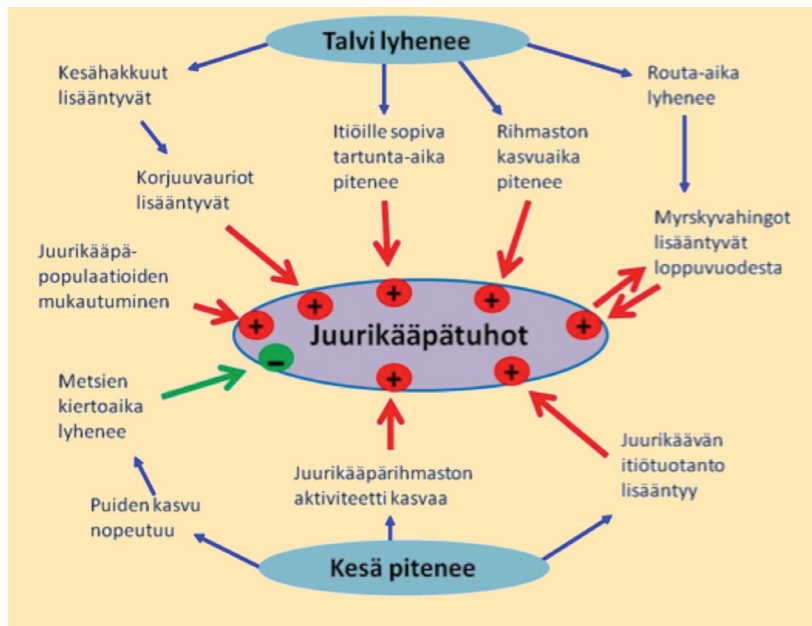 Talvi lyhenee
Kesähakkuut
lisääntyvät
Korjuuvauriot
lisääntyvät
Itiöille sopiva
tartunta-aika
pitenee
Rihmaston
kasvuaika
pitenee
Routa-aika
lyhenee
Myrskyvahingot
lisääntyvät
loppuvuodesta
Juurikääpä-
populaatioiden
mukautuminen
+
+
+
+
+
Juurikääpätuhot
-
+
+
Metsien
kiertoaika
lyhenee
Puiden kasvu
nopeutuu
Juurikääpärihmaston
aktiviteetti kasvaa
Juurikäävän
itiötuotanto
lisääntyy
Kesä pitenee